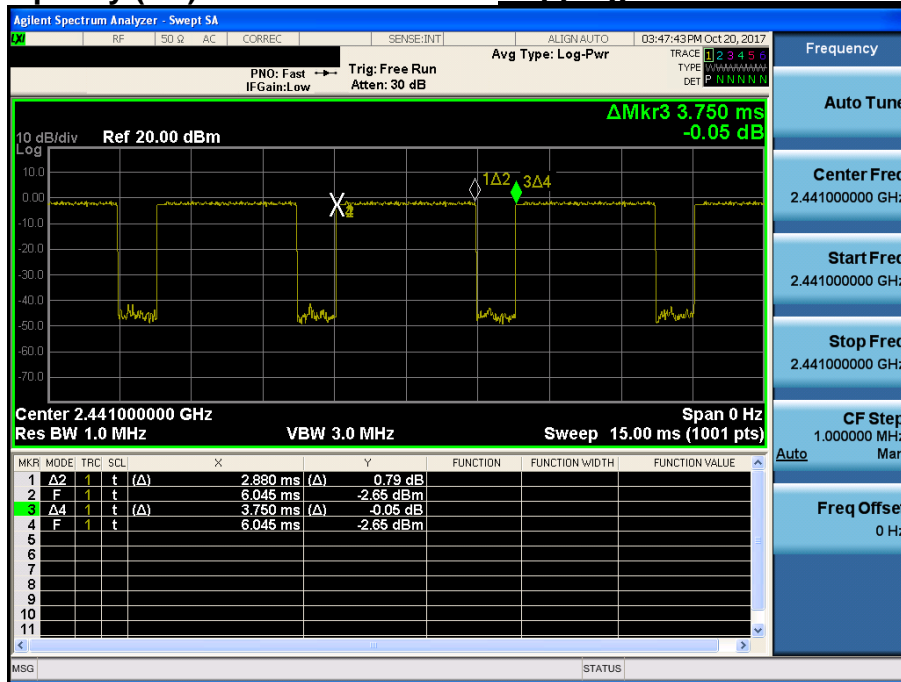 Agilent Spectrum Analyzer - Swept SA
LXI RF 50 Ω AC CORREC SENSE:INT ALIGN AUTO 03:47:43 PM Oct 20, 2017
Frequency
Avg Type: Log-Pwr TRACE 1 2 3 4 5 6
PNO: Fast Trig: Free Run TYPE
IFGain:Low Atten: 30 dB DET P N N N N N
Auto Tune
ΔMkr3 3.750 ms
-0.05 dB
10 dB/div Ref 20.00 dBm
Log
10.0
0.00
-10.0
-20.0
-30.0
-40.0
-50.0
-60.0
-70.0
1Δ2 3Δ4
Center Freq
2.441000000 GHz
Start Freq
2.441000000 GHz
Stop Freq
2.441000000 GHz
Center 2.441000000 GHz Span 0 Hz
Res BW 1.0 MHz VBW 3.0 MHz Sweep 15.00 ms (1001 pts)
CF Step
1.000000 MHz
Auto Man
Freq Offset
0 Hz
MKR MODE TRC SCL X Y FUNCTION FUNCTION WIDTH FUNCTION VALUE
1 Δ2 1 t (Δ) 2.880 ms (Δ) 0.79 dB
2 F 1 t 6.045 ms -2.65 dBm
3 Δ4 1 t (Δ) 3.750 ms (Δ) -0.05 dB
4 F 1 t 6.045 ms -2.65 dBm
5
6
7
8
9
10
11
MSG STATUS